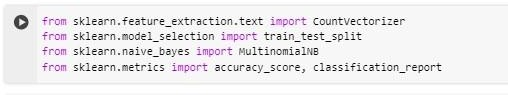 from sklearn.feature_extraction.text import CountVectorizer
from sklearn.model_selection import train_test_split
from sklearn.naive_bayes import MultinomialNB
from sklearn.metrics import accuracy_score, classification_report